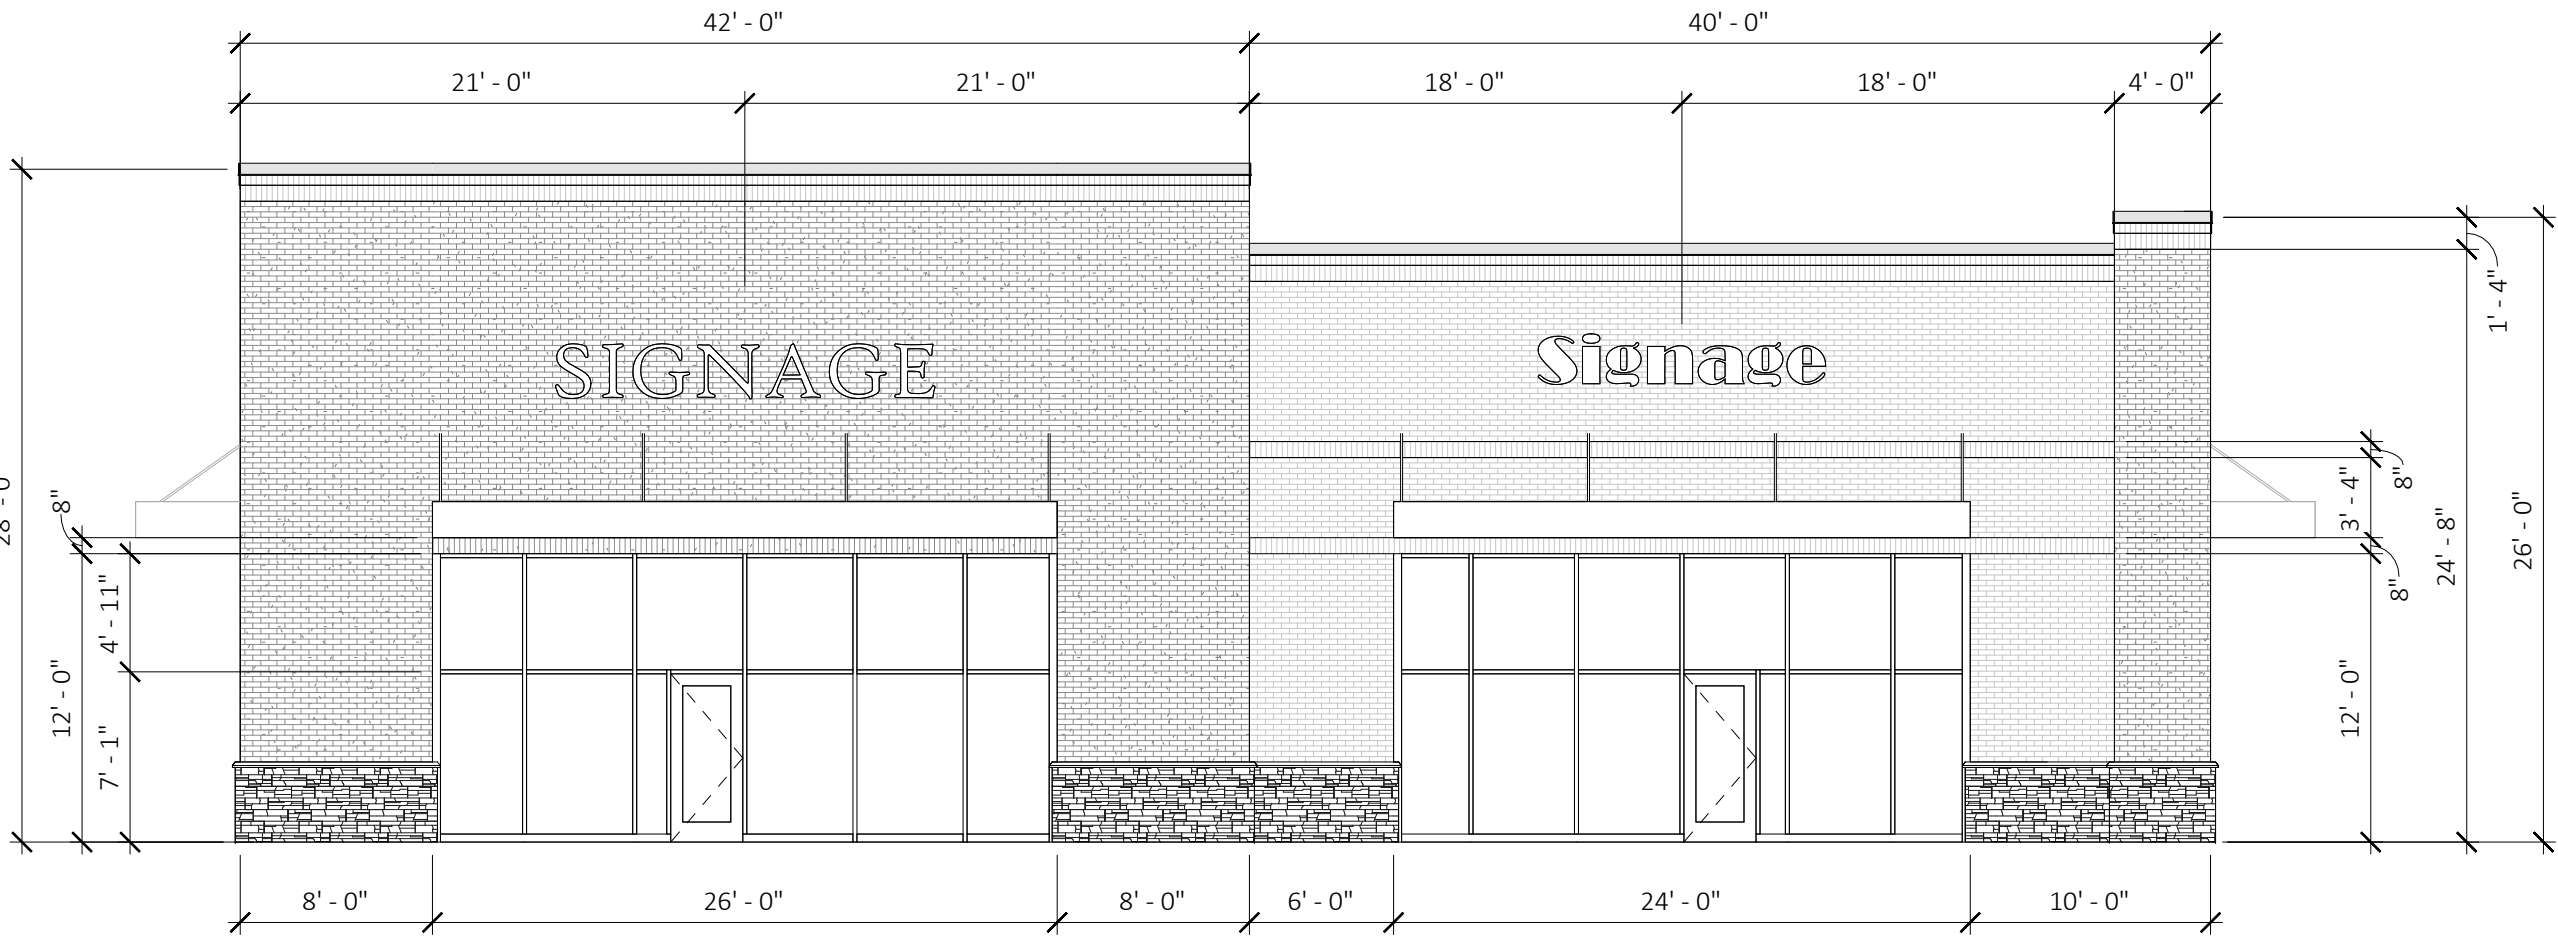 42' - 0"
40' - 0"
21' - 0"
21' - 0"
18' - 0"
18' - 0"
4' - 0"
SIGNAGE
Signage
8"
4' - 11"
12' - 0"
7' - 1"
1' - 4"
8"
3' - 4"
8"
24' - 8"
26' - 0"
12' - 0"
8' - 0"
26' - 0"
8' - 0"
6' - 0"
24' - 0"
10' - 0"